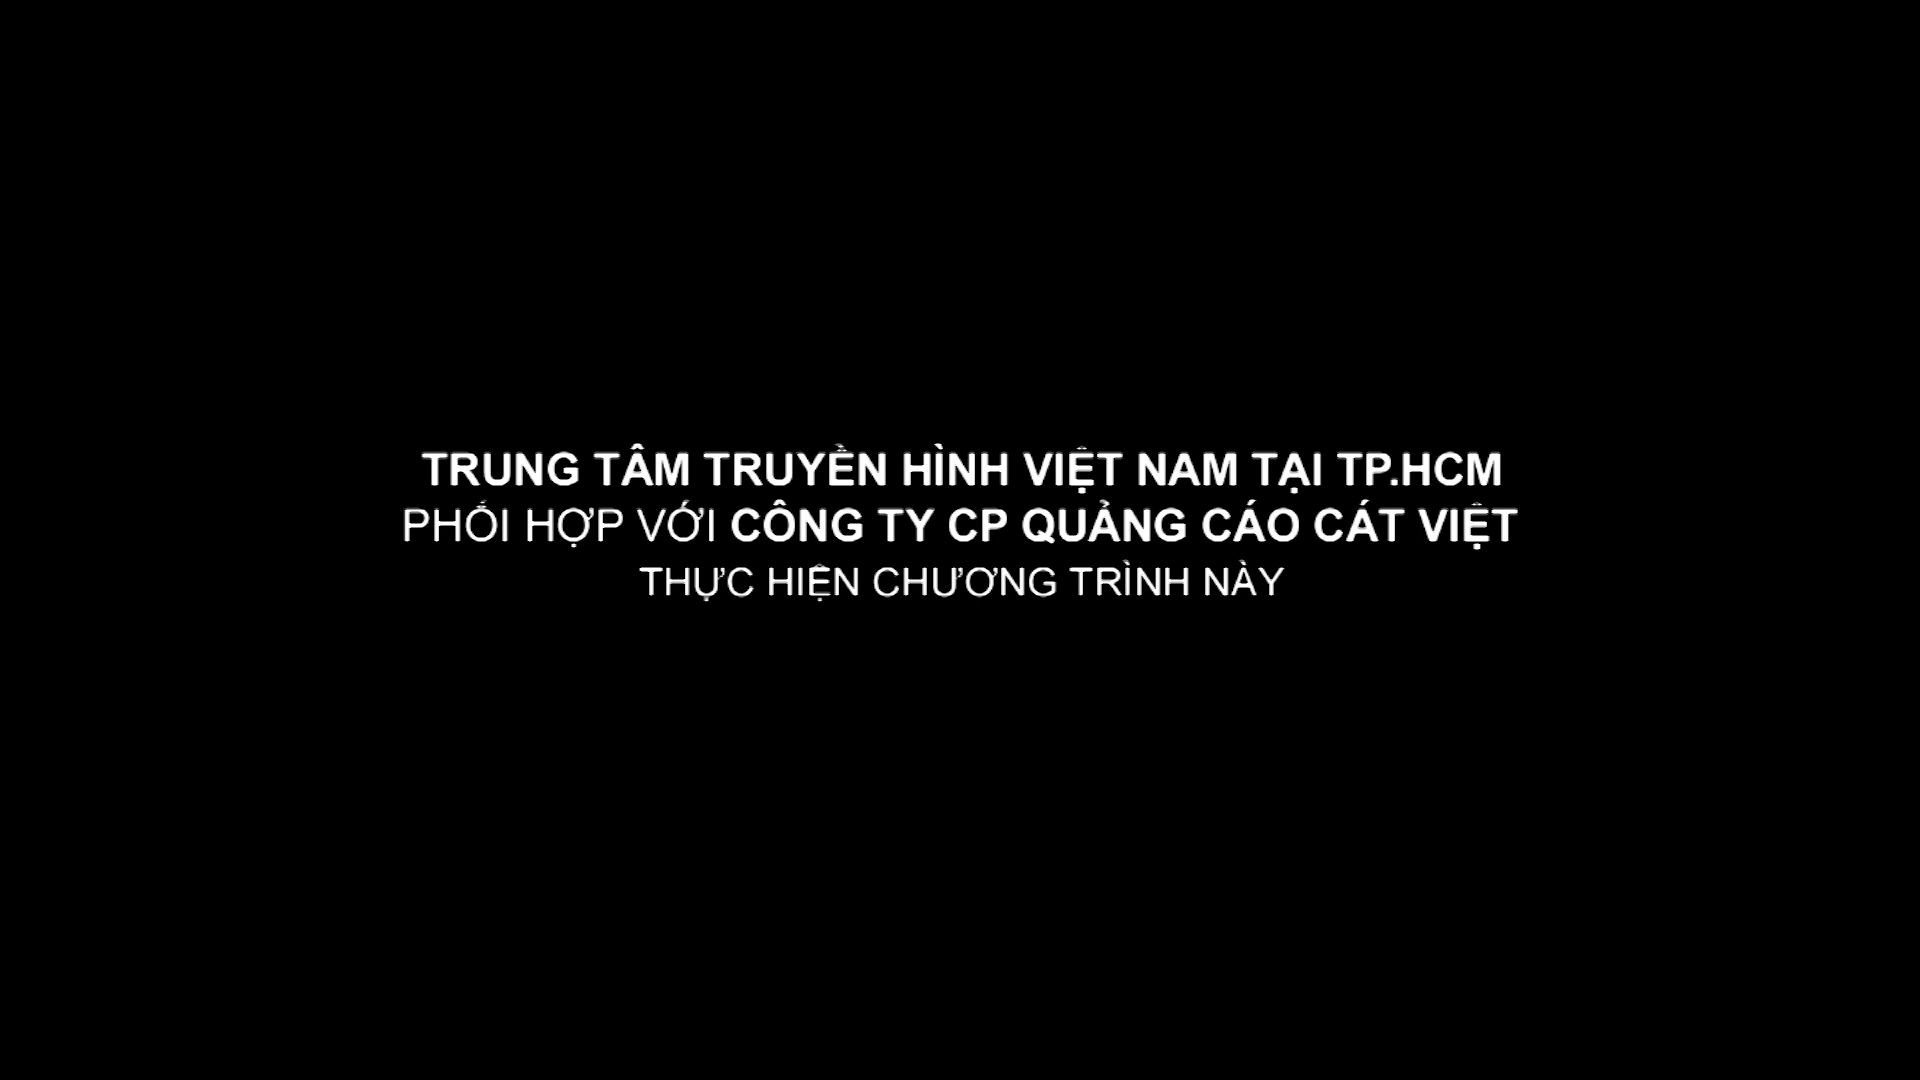 TRUNG TÂM TRUYỀN HÌNH VIỆT NAM TẠI TP.HCM
PHỐI HỢP VỚI CÔNG TY CP QUẢNG CÁO CÁT VIỆT
THỰC HIỆN CHƯƠNG TRÌNH NÀY